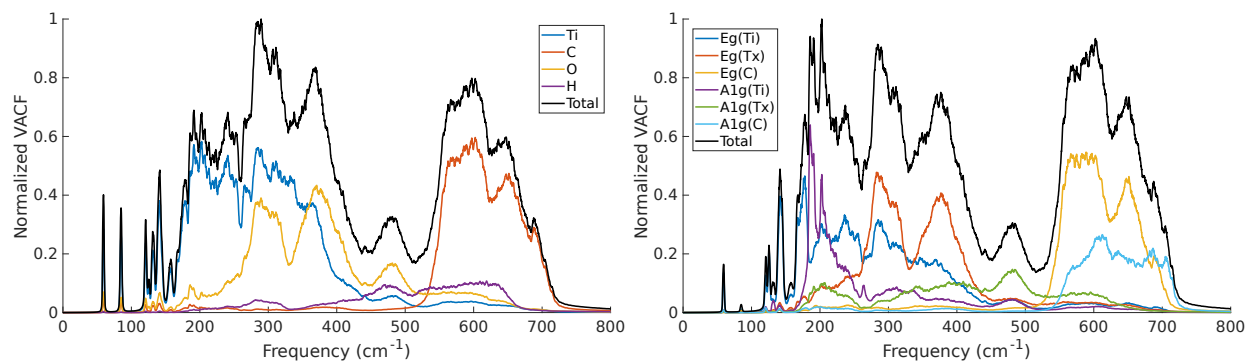 1
0.8
0.6
0.4
0.2
0
Normalized VACF
0 100 200 300 400 500 600 700 800
Frequency (cm⁻¹)
Ti
C
O
H
Total
1
0.8
0.6
0.4
0.2
0
Normalized VACF
0 100 200 300 400 500 600 700 800
Frequency (cm⁻¹)
Eg(Ti)
Eg(Tx)
Eg(C)
A1g(Ti)
A1g(Tx)
A1g(C)
Total